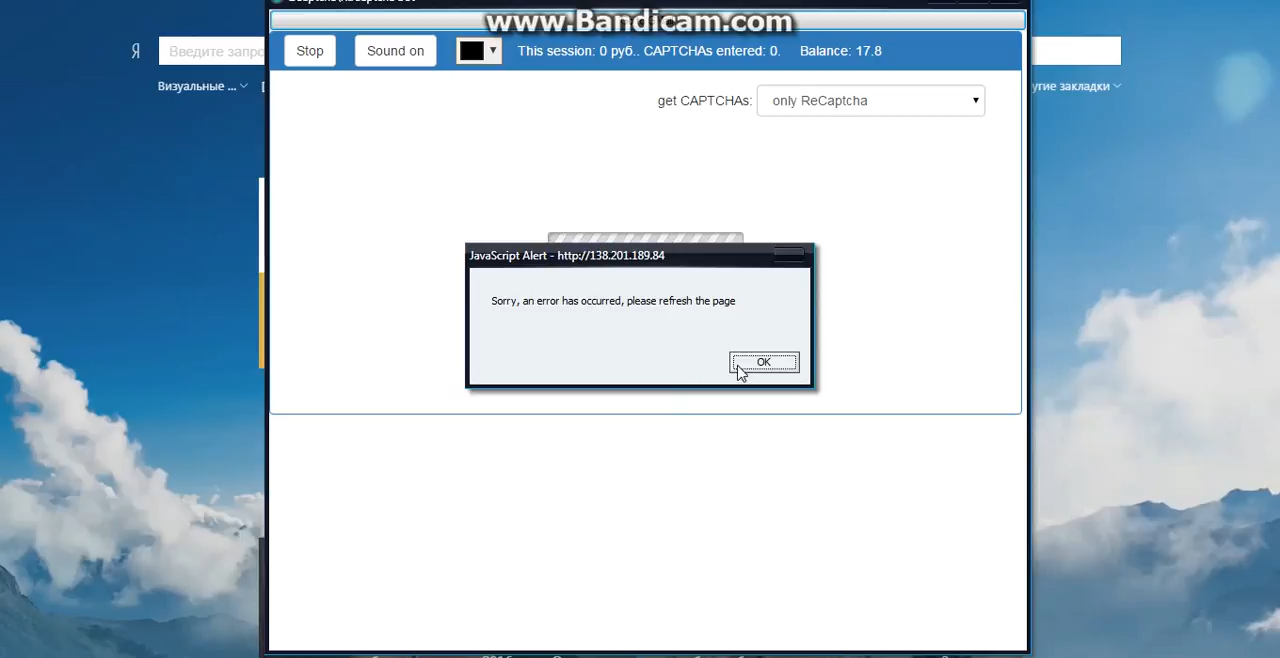 www.Bandicam.com
Я
Введите запро
Stop
Sound on
This session: 0 руб.. CAPTCHAs entered: 0.
Balance: 17.8
Визуальные ...
угие закладки
get CAPTCHAs:
only ReCaptcha
JavaScript Alert - http://138.201.189.84
Sorry, an error has occurred, please refresh the page
OK